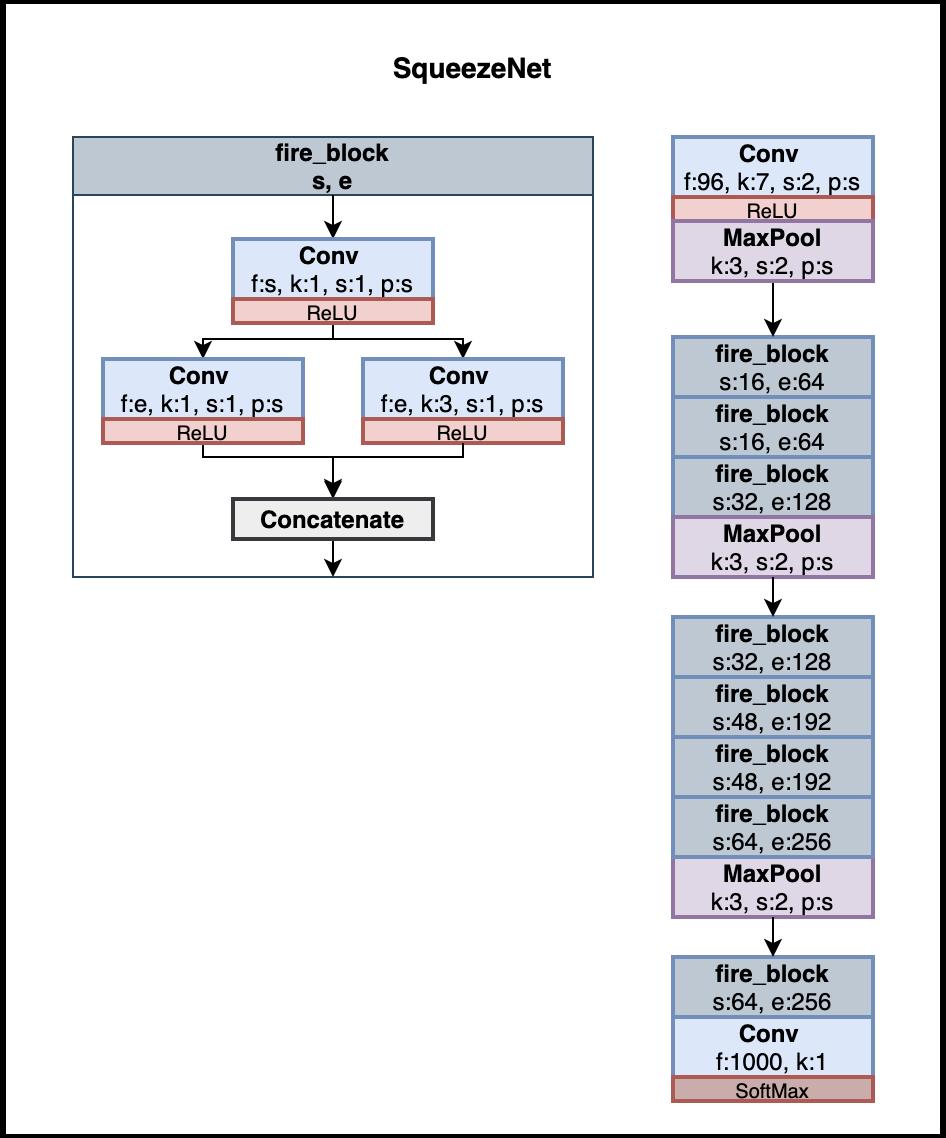 SqueezeNet
fire_block
s, e
Conv
f:s, k:1, s:1, p:s
ReLU
Conv
f:e, k:1, s:1, p:s
ReLU
Conv
f:e, k:3, s:1, p:s
ReLU
Concatenate
Conv
f:96, k:7, s:2, p:s
ReLU
MaxPool
k:3, s:2, p:s
fire_block
s:16, e:64
fire_block
s:16, e:64
fire_block
s:32, e:128
MaxPool
k:3, s:2, p:s
fire_block
s:32, e:128
fire_block
s:48, e:192
fire_block
s:48, e:192
fire_block
s:64, e:256
MaxPool
k:3, s:2, p:s
fire_block
s:64, e:256
Conv
f:1000, k:1
SoftMax